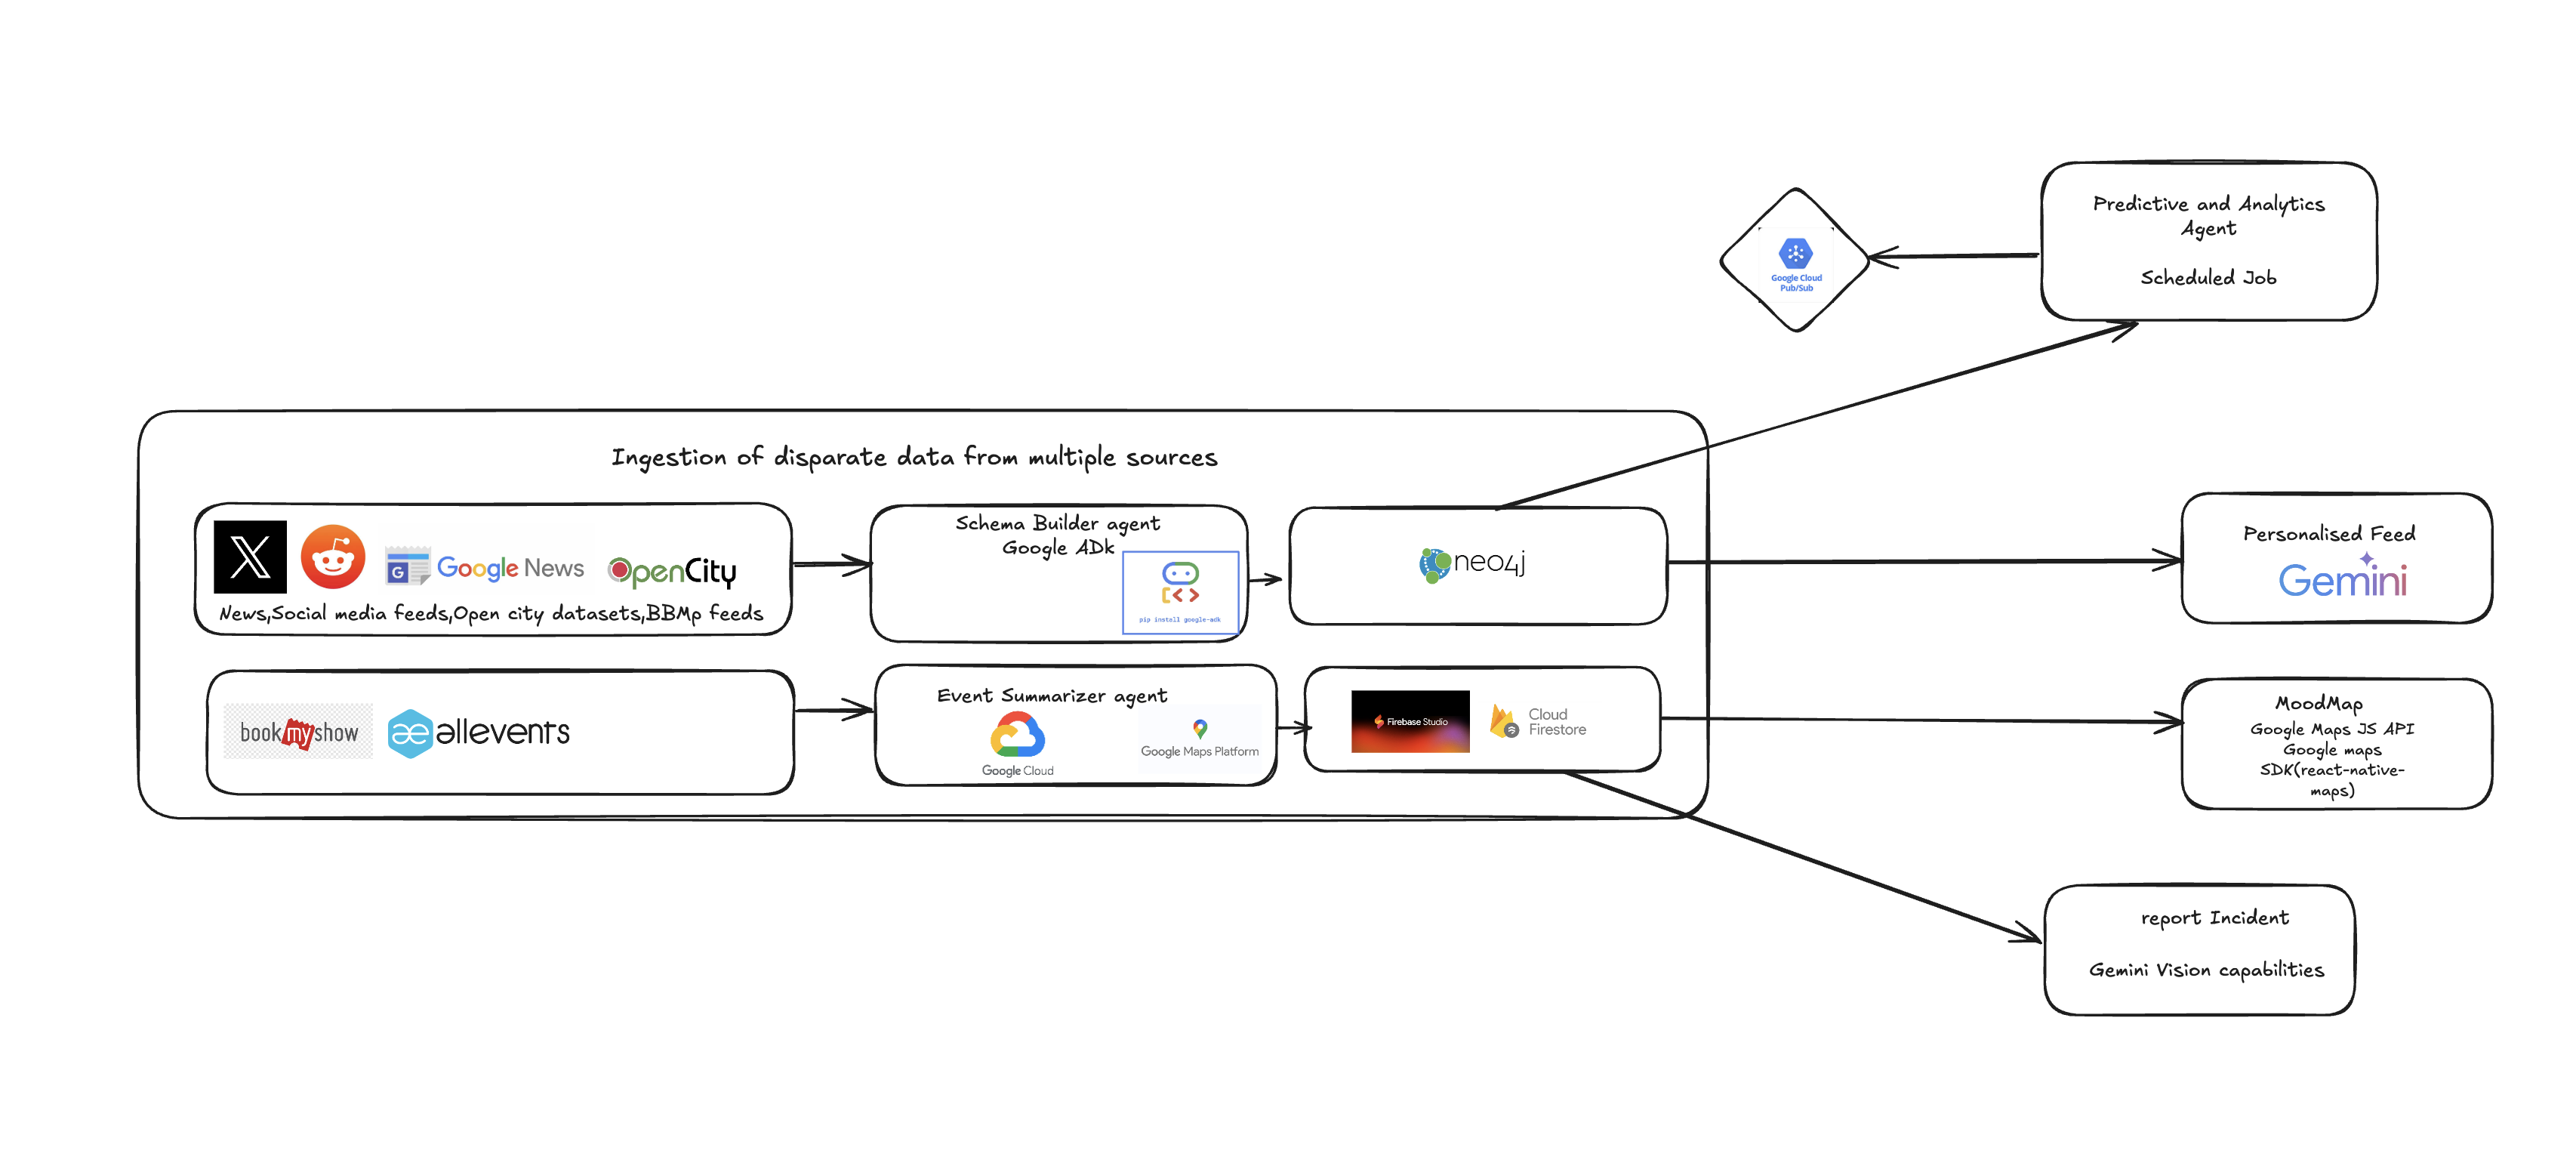 Predictive and Analytics
Agent
Scheduled Job
Google Cloud
Pub/Sub
Ingestion of disparate data from multiple sources
Google News
OpenCity
News,Social media feeds,Open city datasets,BBMp feeds
Schema Builder agent
Google ADk
pip install google-adk
neo4j
Personalised Feed
Gemini
bookmyshow
ae allevents
Event Summarizer agent
Google Cloud
Google Maps Platform
Firebase Studio
Cloud
Firestore
MoodMap
Google Maps JS API
Google maps
SDK(react-native-
maps)
report Incident
Gemini Vision capabilities